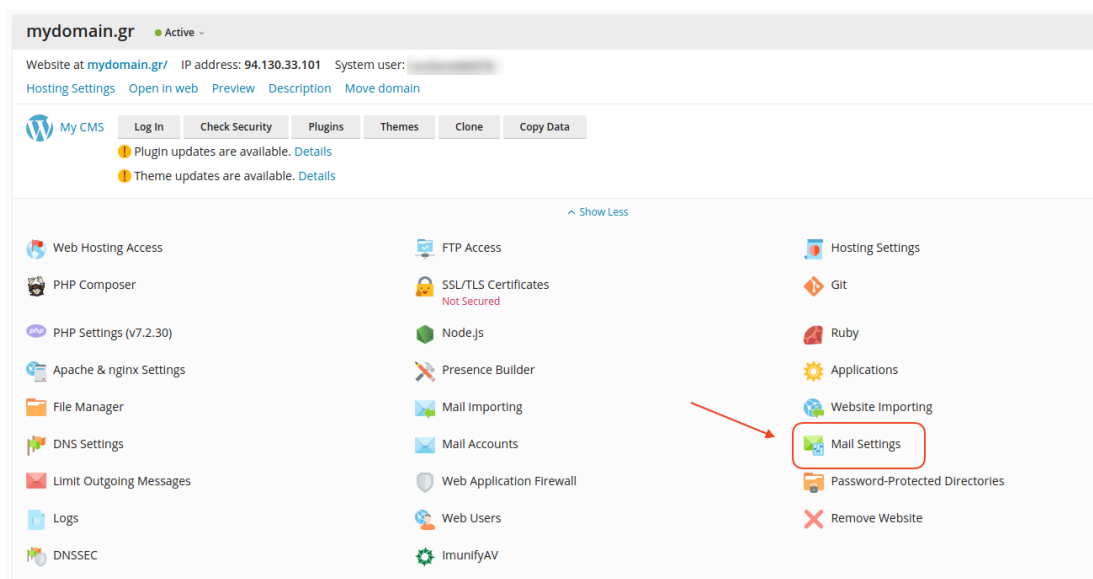 mydomain.gr Active
Website at mydomain.gr/ IP address: 94.130.33.101 System user:
Hosting Settings Open in web Preview Description Move domain
My CMS Log In Check Security Plugins Themes Clone Copy Data
Plugin updates are available. Details
Theme updates are available. Details
Show Less
Web Hosting Access FTP Access Hosting Settings
PHP Composer SSL/TLS Certificates Git
Not Secured
php PHP Settings (v7.2.30) Node.js Ruby
Apache & nginx Settings Presence Builder Applications
File Manager Mail Importing Website Importing
DNS Settings Mail Accounts Mail Settings
Limit Outgoing Messages Web Application Firewall Password-Protected Directories
Logs Web Users Remove Website
DNSSEC ImunifyAV